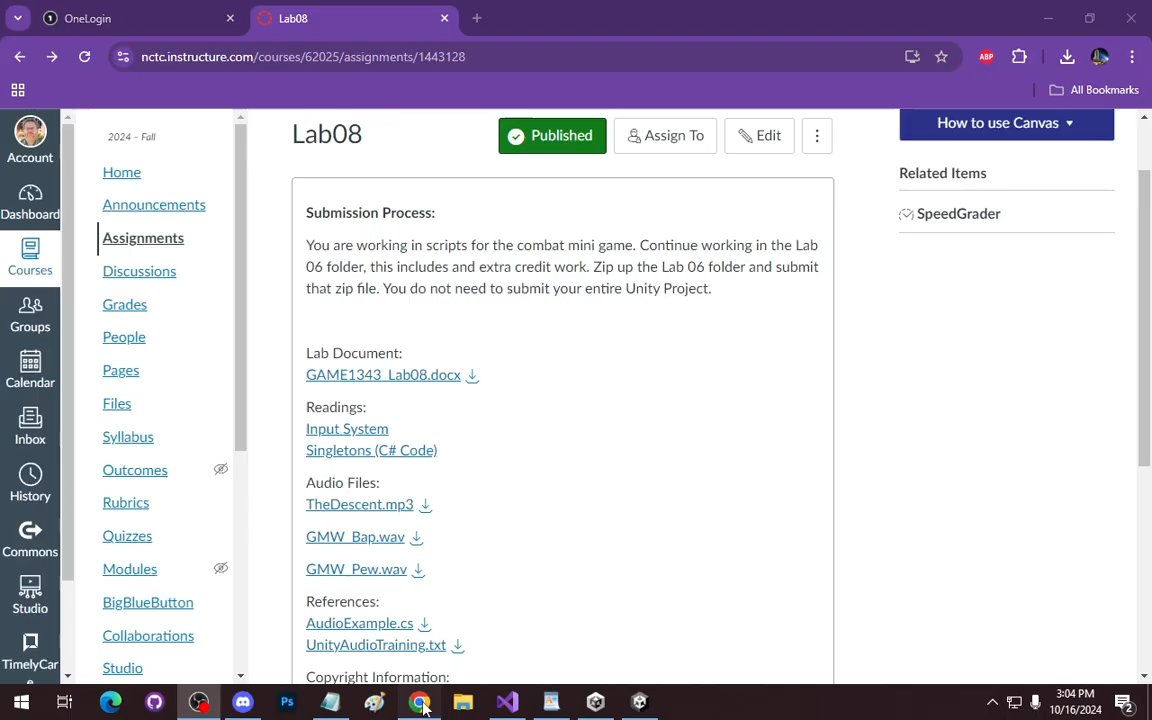 OneLogin
Lab08
nctc.instructure.com/courses/62025/assignments/1443128
ABP
All Bookmarks
Account
Dashboard
Courses
Groups
Calendar
Inbox
History
Commons
Studio
TimelyCar
2024 - Fall
Home
Announcements
Assignments
Discussions
Grades
People
Pages
Files
Syllabus
Outcomes
Rubrics
Quizzes
Modules
BigBlueButton
Collaborations
Studio
Lab08
Published
Assign To
Edit
Submission Process:
You are working in scripts for the combat mini game. Continue working in the Lab
06 folder, this includes and extra credit work. Zip up the Lab 06 folder and submit
that zip file. You do not need to submit your entire Unity Project.
Lab Document:
GAME1343_Lab08.docx
Readings:
Input System
Singletons (C# Code)
Audio Files:
TheDescent.mp3
GMW_Bap.wav
GMW_Pew.wav
References:
AudioExample.cs
UnityAudioTraining.txt
Copyright Information:
How to use Canvas
Related Items
SpeedGrader
Ps
3:04 PM
10/16/2024
2